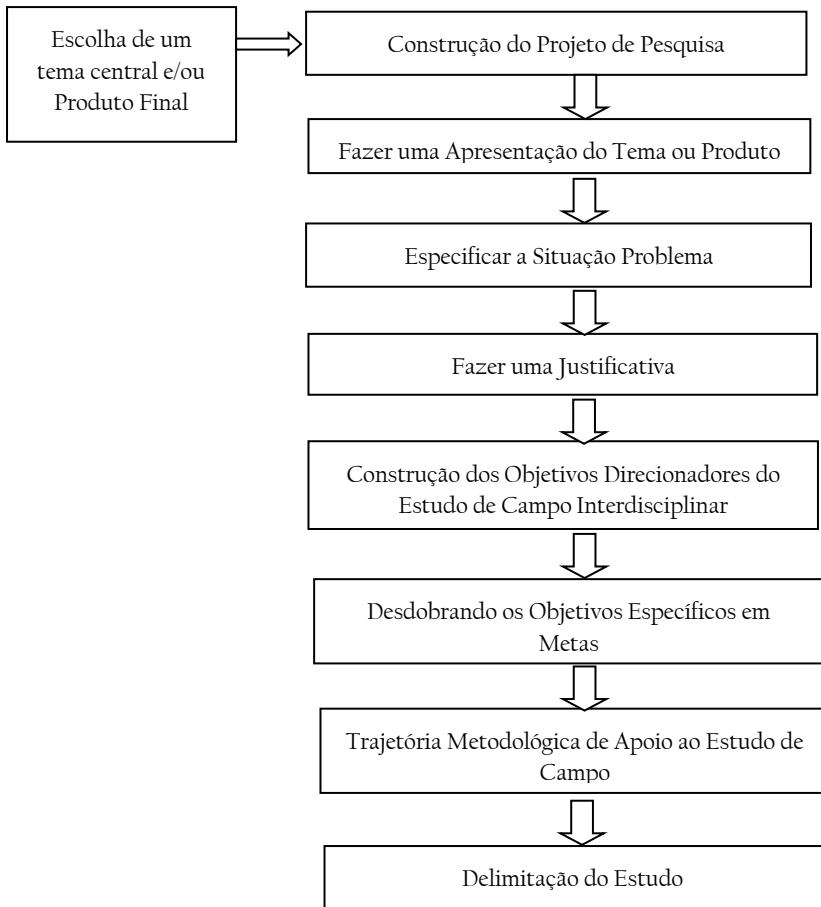 Escolha de um
tema central e/ou
Produto Final
Construção do Projeto de Pesquisa
Fazer uma Apresentação do Tema ou Produto
Especificar a Situação Problema
Fazer uma Justificativa
Construção dos Objetivos Direcionadores do
Estudo de Campo Interdisciplinar
Desdobrando os Objetivos Específicos em
Metas
Trajetória Metodológica de Apoio ao Estudo de
Campo
Delimitação do Estudo